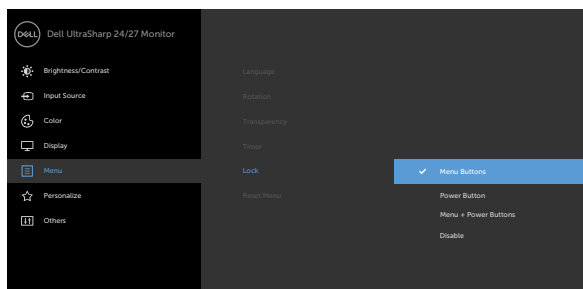 DELL Dell UltraSharp 24/27 Monitor
Brightness/Contrast
Language
Input Source
Rotation
Color
Transparency
Display
Timer
Menu
Lock
Menu Buttons
Personalize
Reset Menu
Power Button
Menu + Power Buttons
Others
Disable